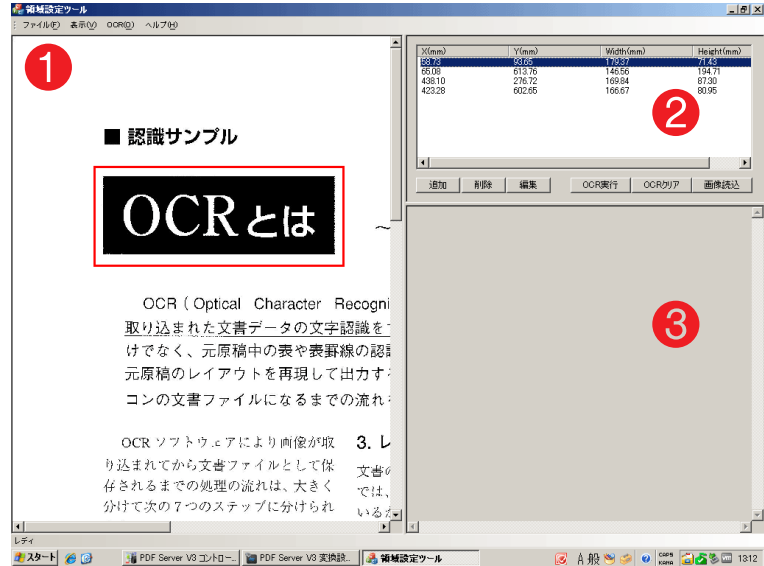 領域設定ツール
ファイル(F) 表示(V) OCR(O) ヘルプ(H)
1
■ 認識サンプル
OCRとは
～
OCR ( Optical Character Recogni
取り込まれた文書データの文字認識を
けでなく、元原稿中の表や表罫線の認
元原稿のレイアウトを再現して出力す
コンの文書ファイルになるまでの流れ
OCR ソフトウェアにより画像が取
り込まれてから文書ファイルとして保
存されるまでの処理の流れは、大きく
分けて次の７つのステップに分けられ
3. レ
文書の
では、
いるか
X(mm) Y(mm) Width(mm) Height(mm)
58.73 93.65 179.37 71.43
65.08 613.76 146.56 194.71
438.10 276.72 169.84 87.30
423.28 602.65 166.67 80.95
2
追加 削除 編集 OCR実行 OCRクリア 画像読込
3
レディ
スタート PDF Server V3 コントロー... PDF Server V3 変換設... 領域設定ツール A 般 CAPS KANA 13:12